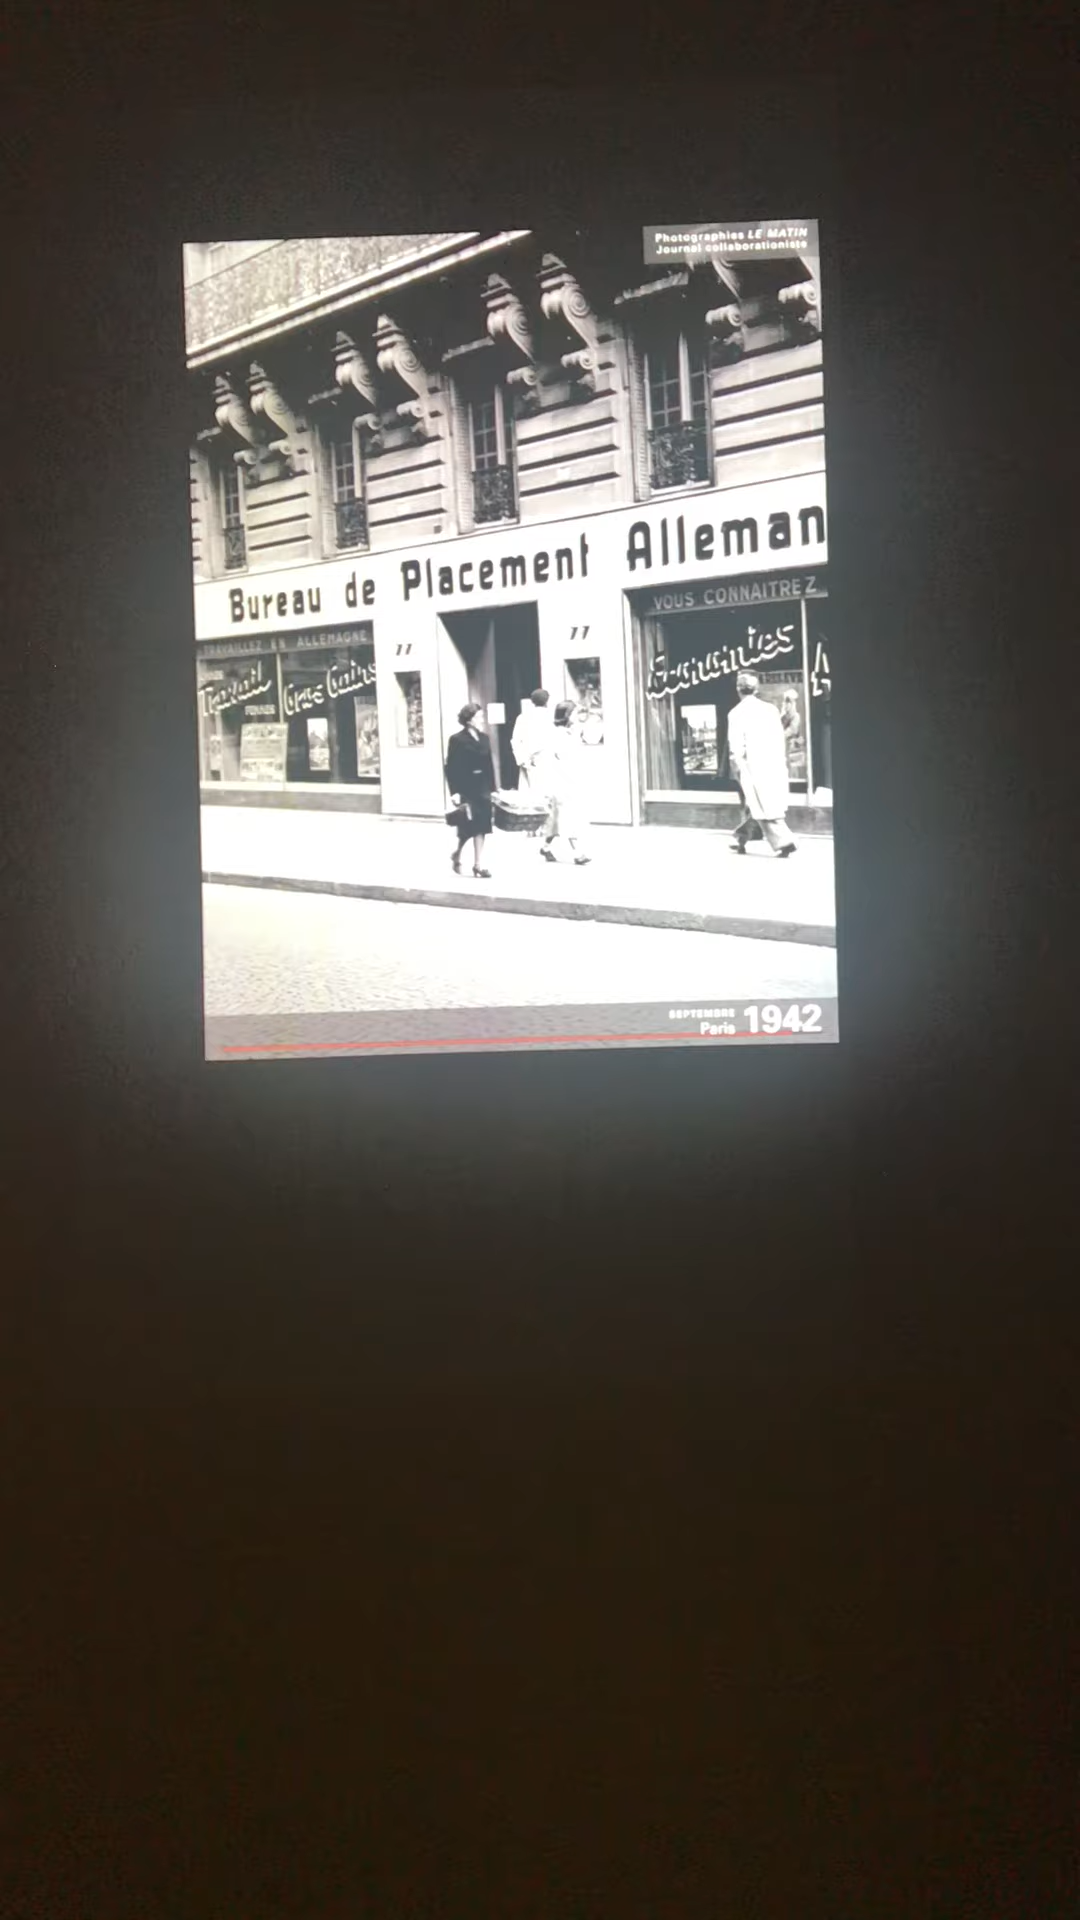 Photographies LE MATIN
Journal collaborationiste
Bureau de Placement Alleman
TRAVAILLEZ EN ALLEMAGNE
VOUS CONNAITREZ
77
77
Travail
Gros Gains
Économies
SEPTEMBRE
Paris 1942